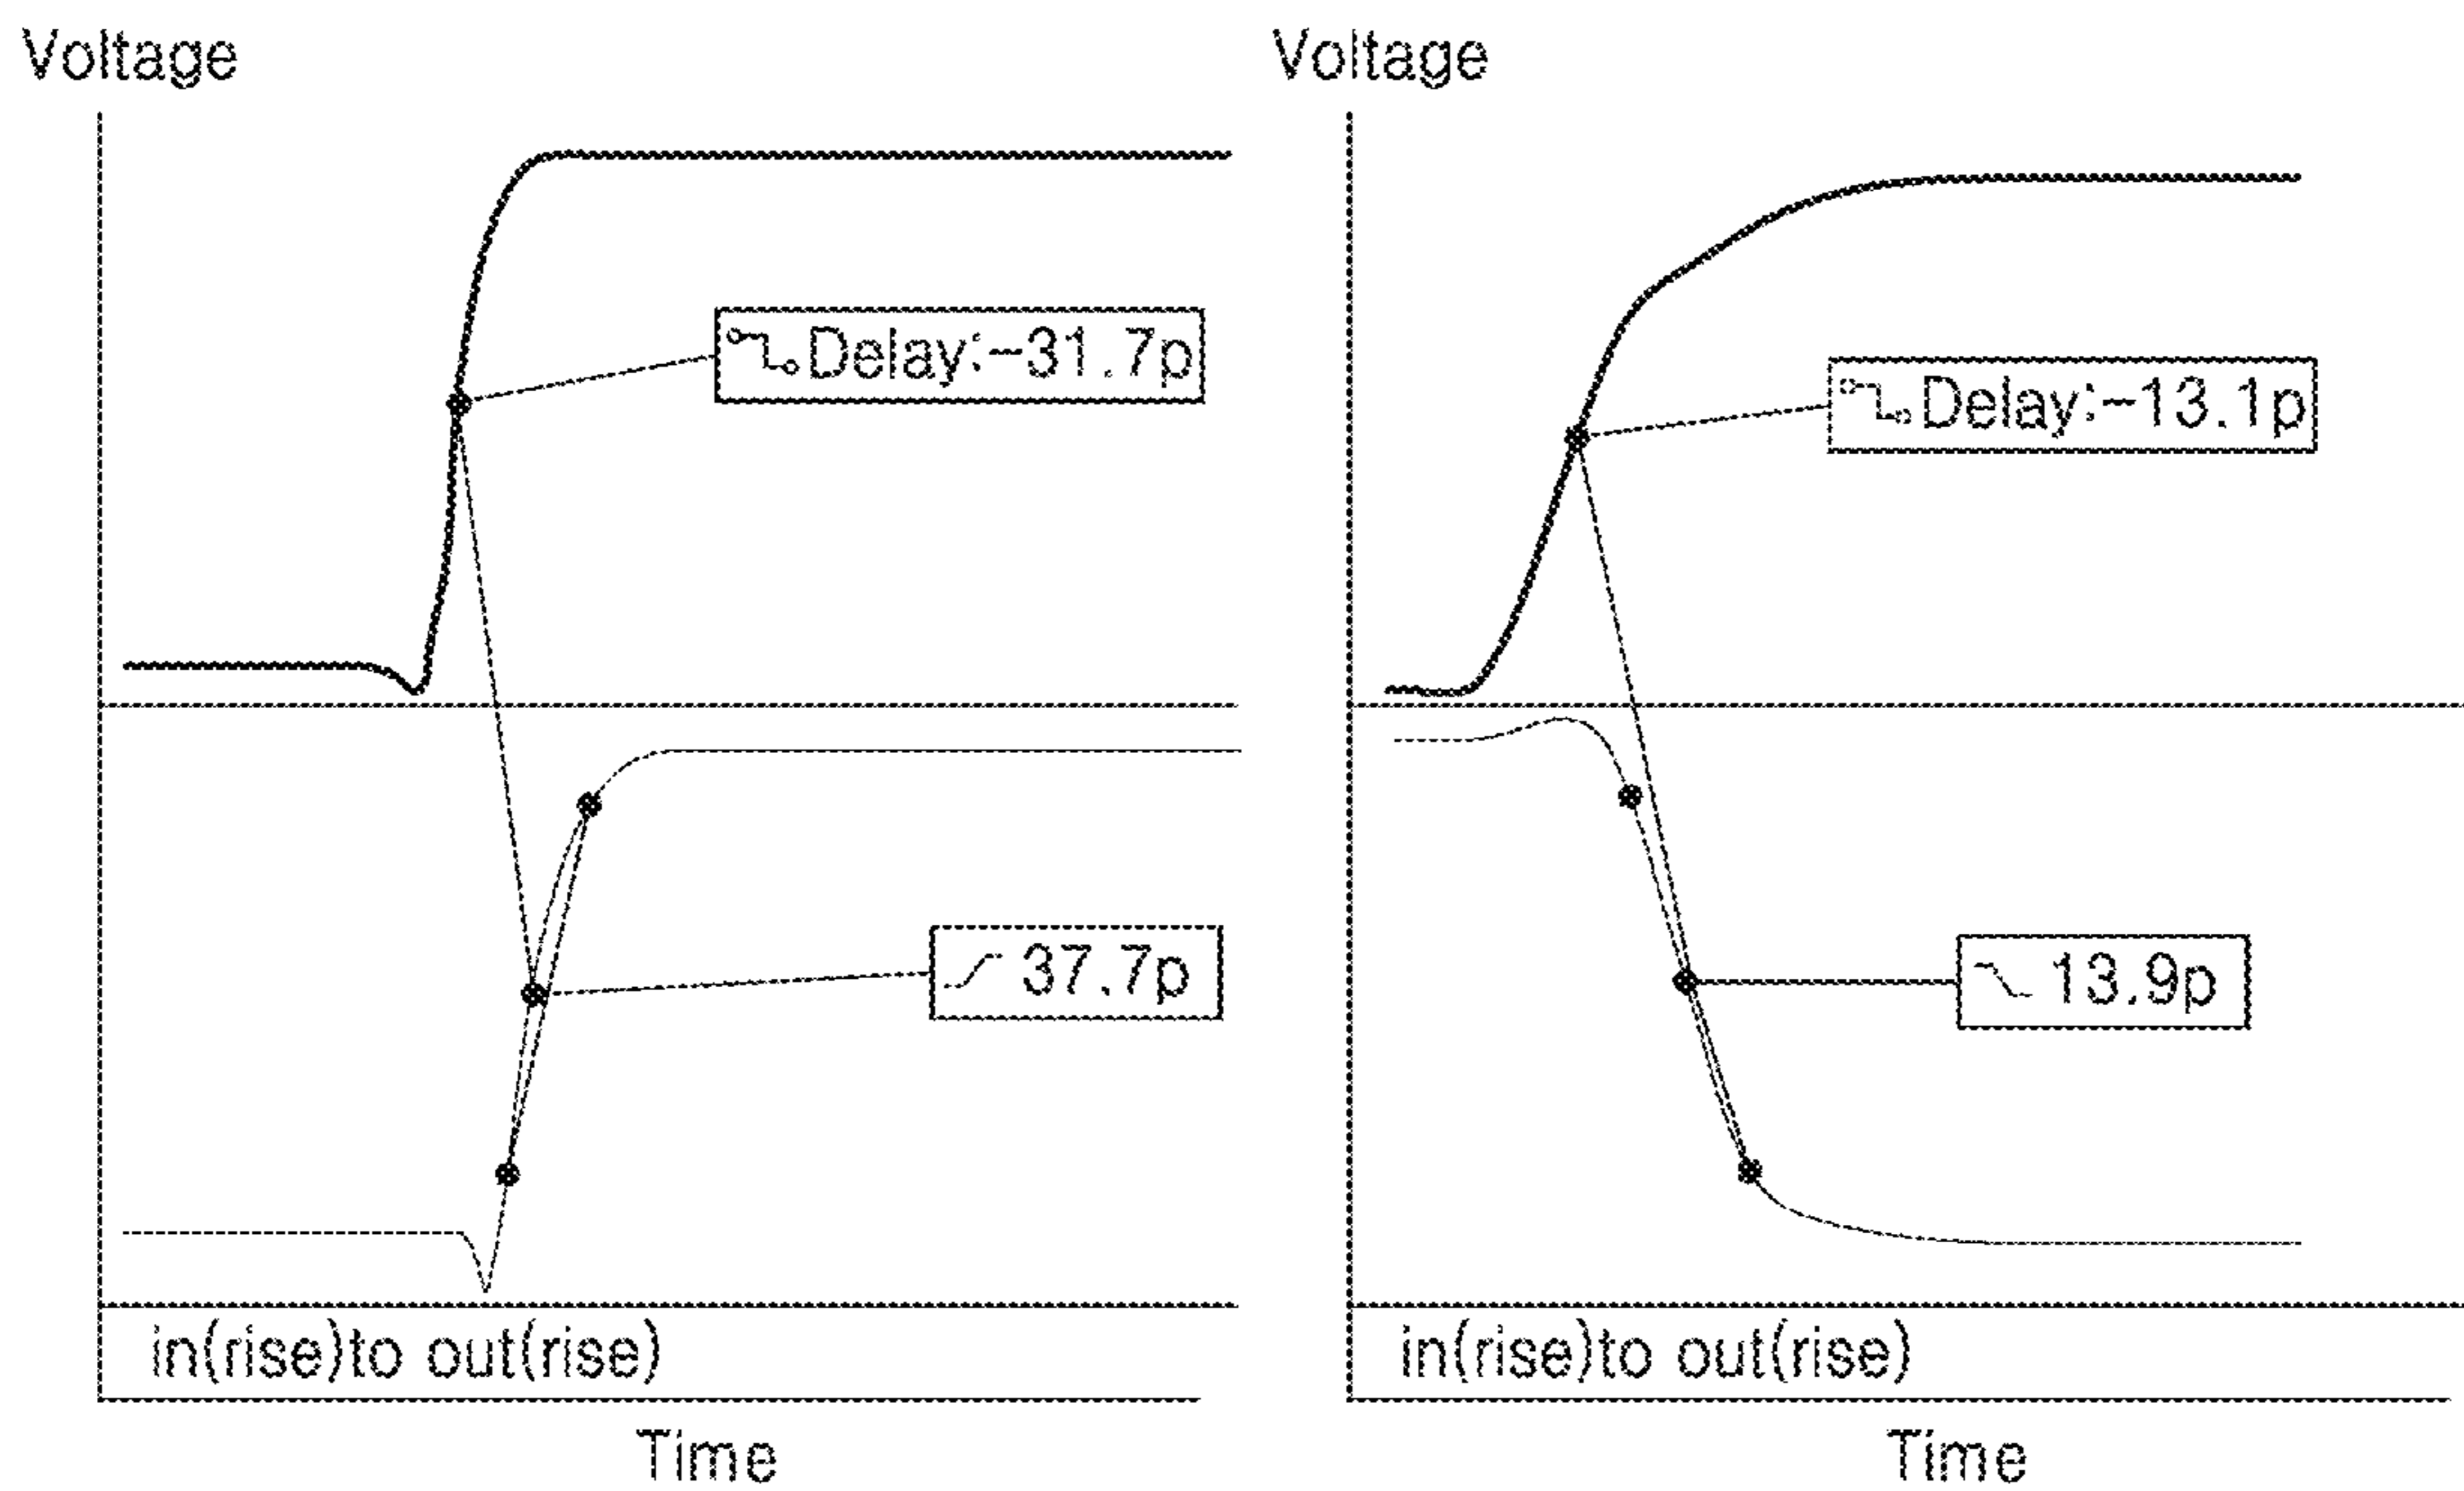 Voltage
Delay:-31.7p
37.7p
in(rise)to out(rise)
Time
Voltage
Delay:-13.1p
13.9p
in(rise)to out(rise)
Time